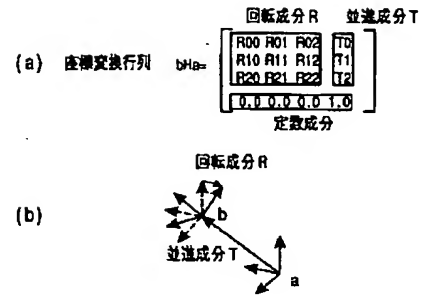 回転成分R 並進成分T
(a) 座標変換行列 bHa=
R00 R01 R02 T0
R10 R11 R12 T1
R20 R21 R22 T2
0.0 0.0 0.0 1.0
定数成分
回転成分R
(b)
b
並進成分T
a